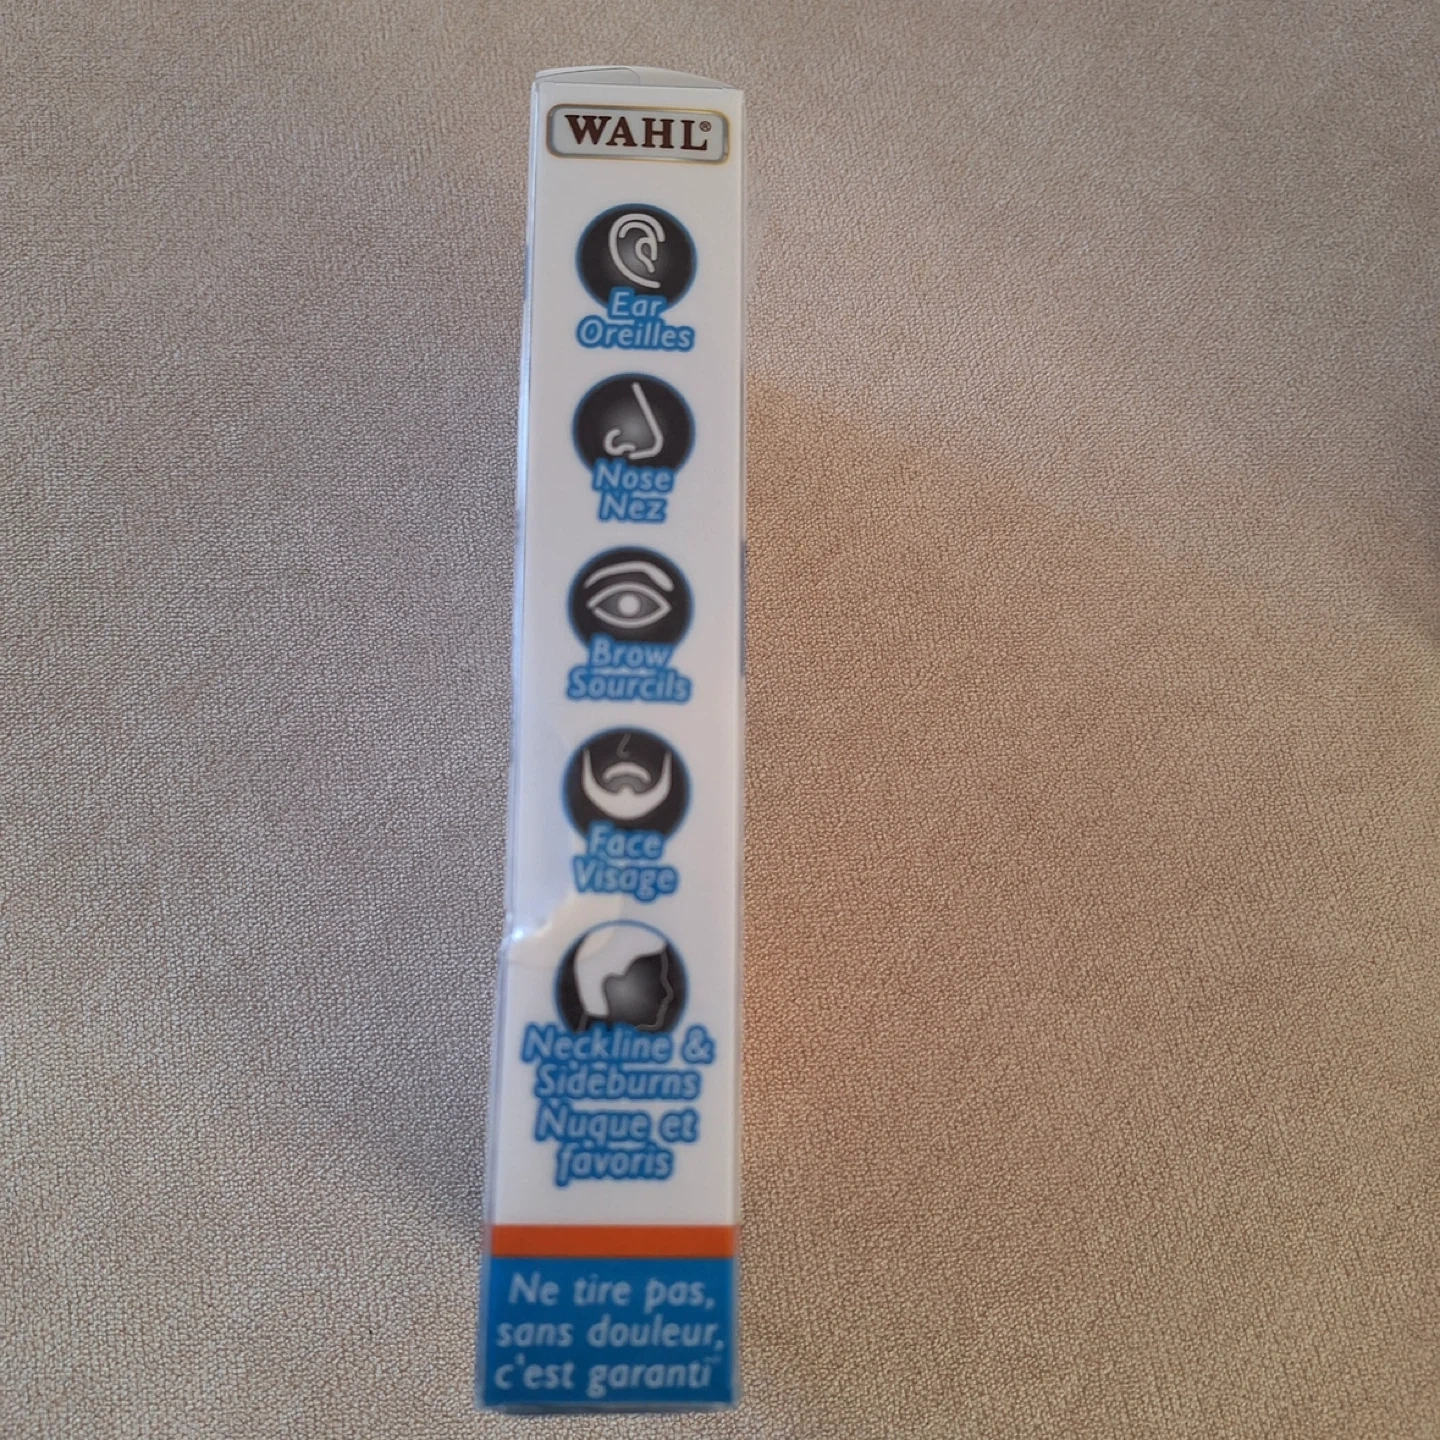 WAHL®
Ear
Oreilles
Nose
Nez
Brow
Sourcils
Face
Visage
Neckline &
Sideburns
Nuque et
favoris
Ne tire pas,
sans douleur,
c'est garanti